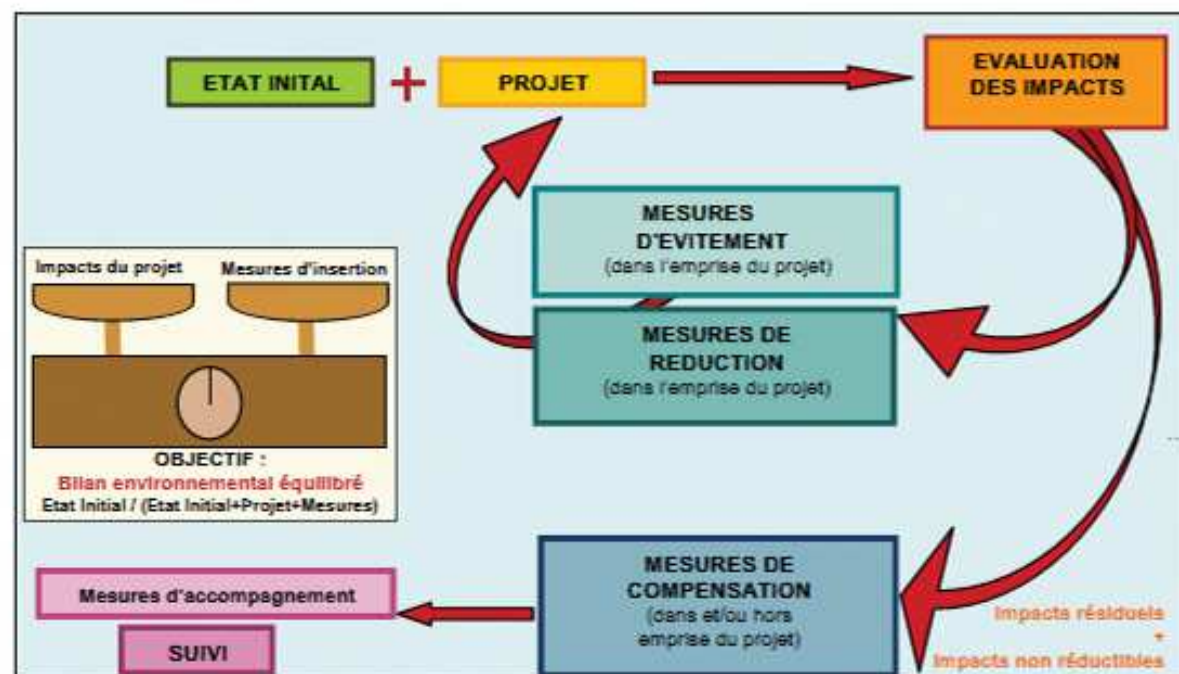 ETAT INITAL
+
PROJET
EVALUATION
DES IMPACTS
MESURES
D'EVITEMENT
(dans l'emprise du projet)
MESURES DE
REDUCTION
(dans l'emprise du projet)
Impacts du projet
Mesures d'insertion
OBJECTIF :
Bilan environnemental équilibré
Etat Initial / (Etat Initial+Projet+Mesures)
MESURES DE
COMPENSATION
(dans et/ou hors
emprise du projet)
Mesures d'accompagnement
SUIVI
Impacts résiduels
+
Impacts non réductibles